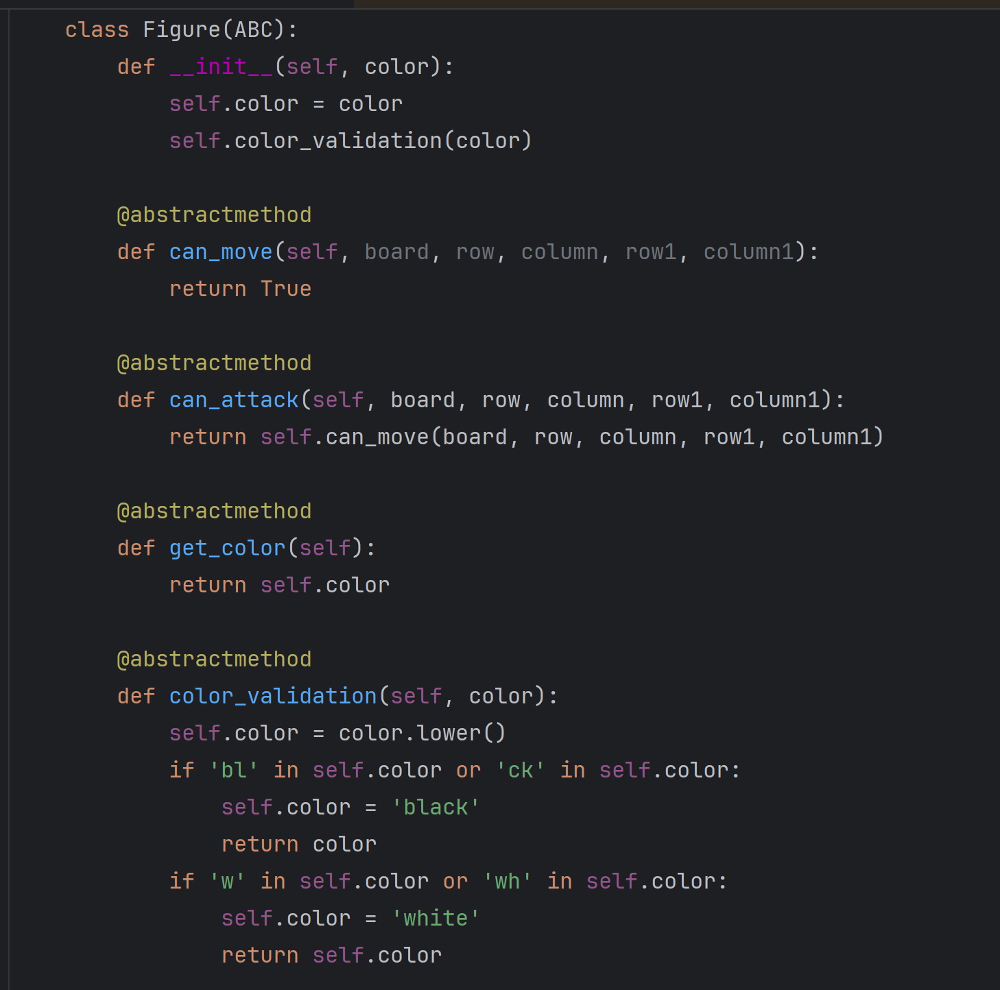 class Figure(ABC):
    def __init__(self, color):
        self.color = color
        self.color_validation(color)

    @abstractmethod
    def can_move(self, board, row, column, row1, column1):
        return True

    @abstractmethod
    def can_attack(self, board, row, column, row1, column1):
        return self.can_move(board, row, column, row1, column1)

    @abstractmethod
    def get_color(self):
        return self.color

    @abstractmethod
    def color_validation(self, color):
        self.color = color.lower()
        if 'bl' in self.color or 'ck' in self.color:
            self.color = 'black'
            return color
        if 'w' in self.color or 'wh' in self.color:
            self.color = 'white'
            return self.color